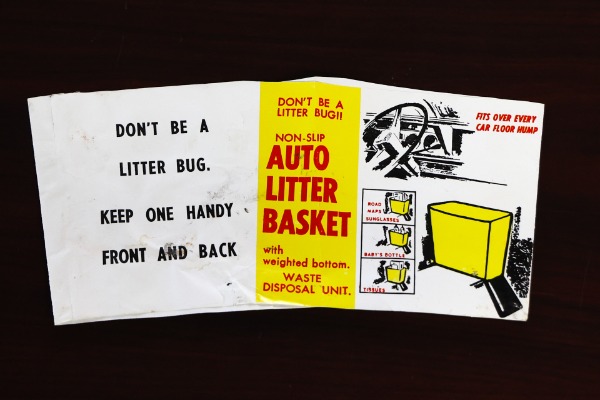 DON'T BE A
LITTER BUG.
KEEP ONE HANDY
FRONT AND BACK
DON'T BE A
LITTER BUG!!
NON-SLIP
AUTO
LITTER
BASKET
with
weighted bottom.
WASTE
DISPOSAL UNIT.
FITS OVER EVERY
CAR FLOOR HUMP
ROAD
MAPS
SUNGLASSES
BABY'S BOTTLE
TISSUES